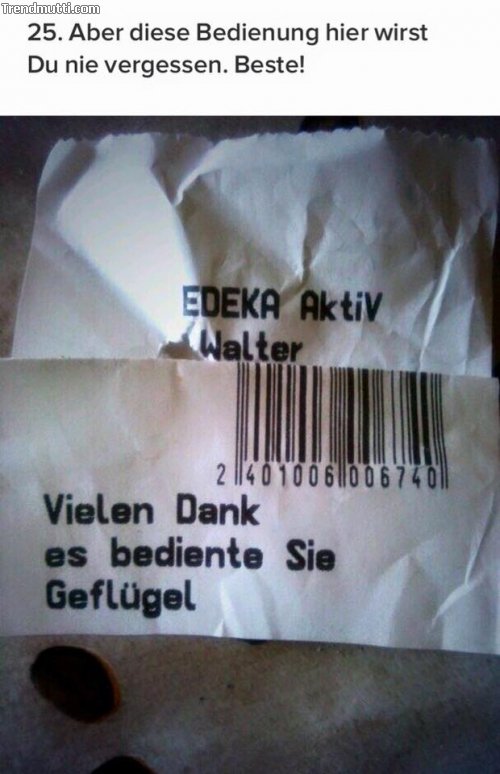 Trendmutti.com
25. Aber diese Bedienung hier wirst
Du nie vergessen. Beste!
EDEKA AktiV
Walter
2 401006 006740
Vielen Dank
es bediente Sie
Geflügel